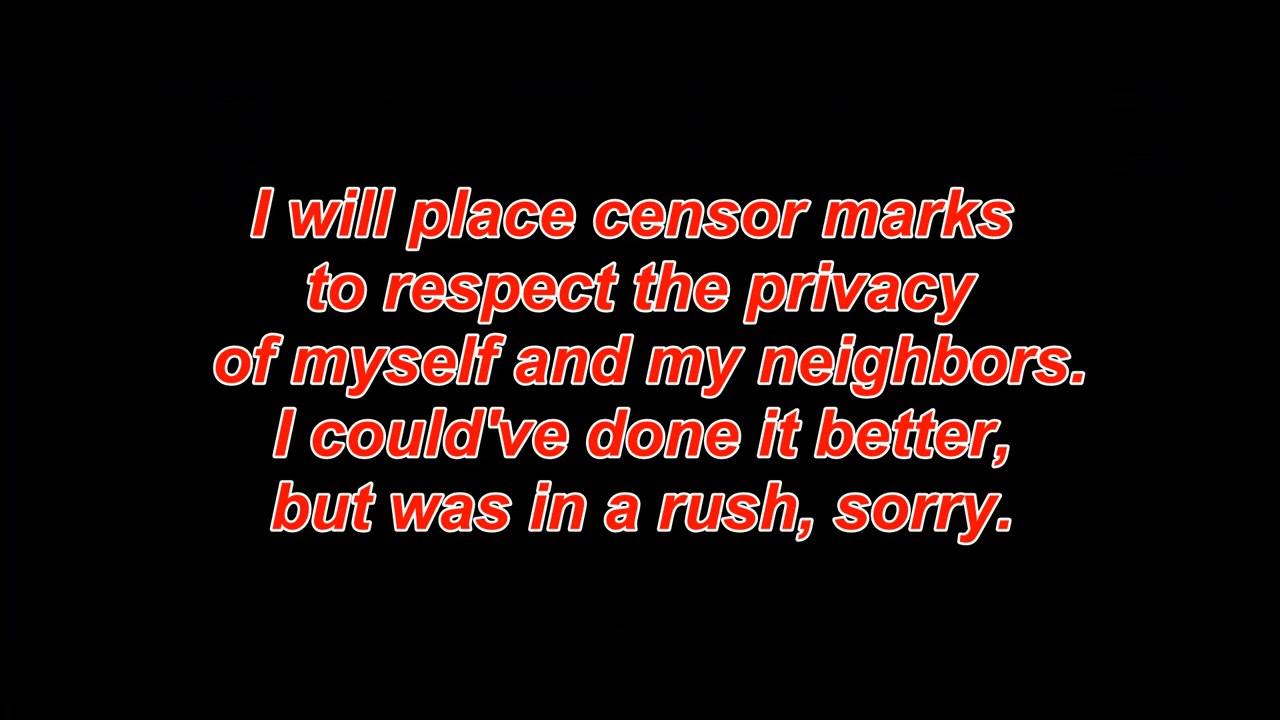 I will place censor marks
to respect the privacy
of myself and my neighbors.
I could've done it better,
but was in a rush, sorry.